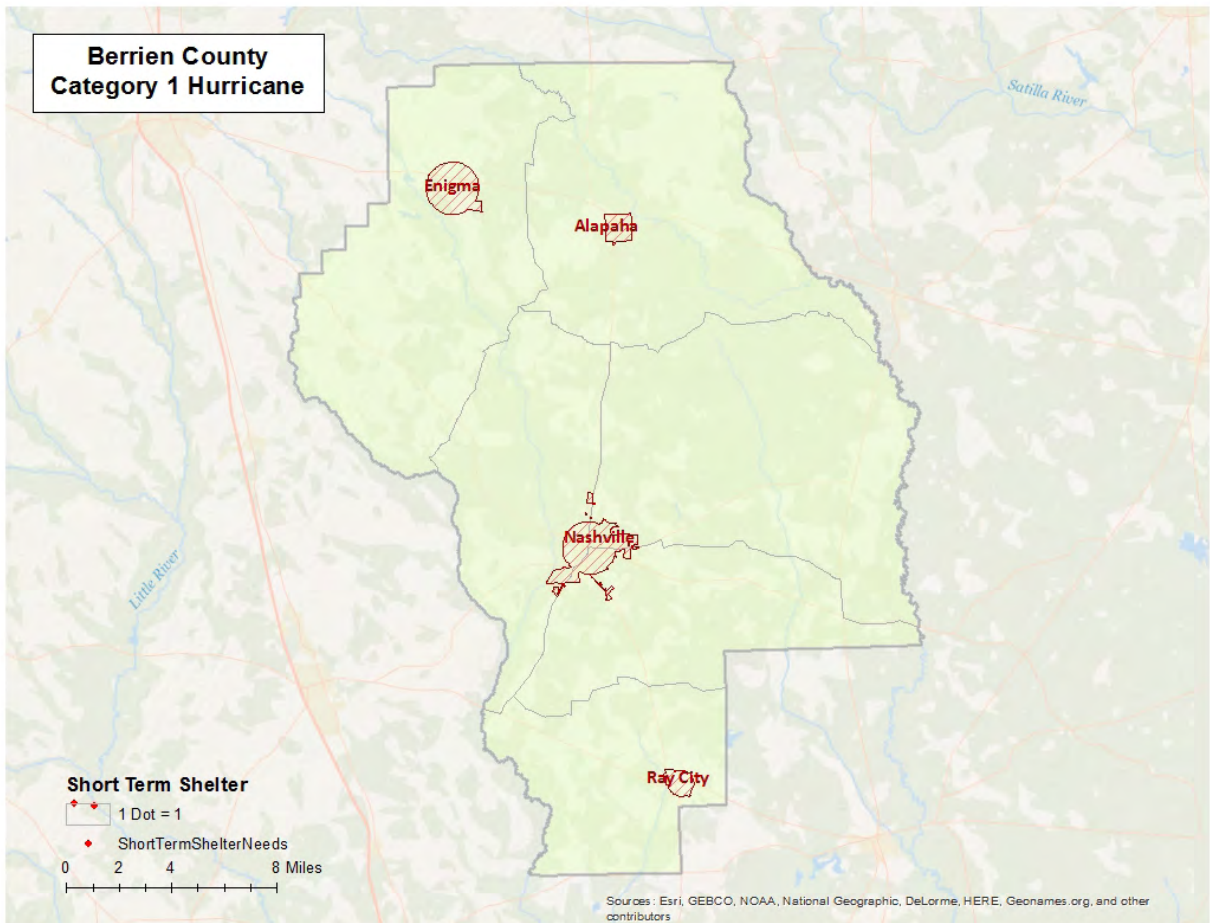 Berrien County
Category 1 Hurricane
Satilla River
Enigma
Alapaha
Nashville
Little River
Ray City
Short Term Shelter
1 Dot = 1
ShortTermShelterNeeds
0 2 4 8 Miles
Sources: Esri, GEBCO, NOAA, National Geographic, DeLorme, HERE, Geonames.org, and other
contributors